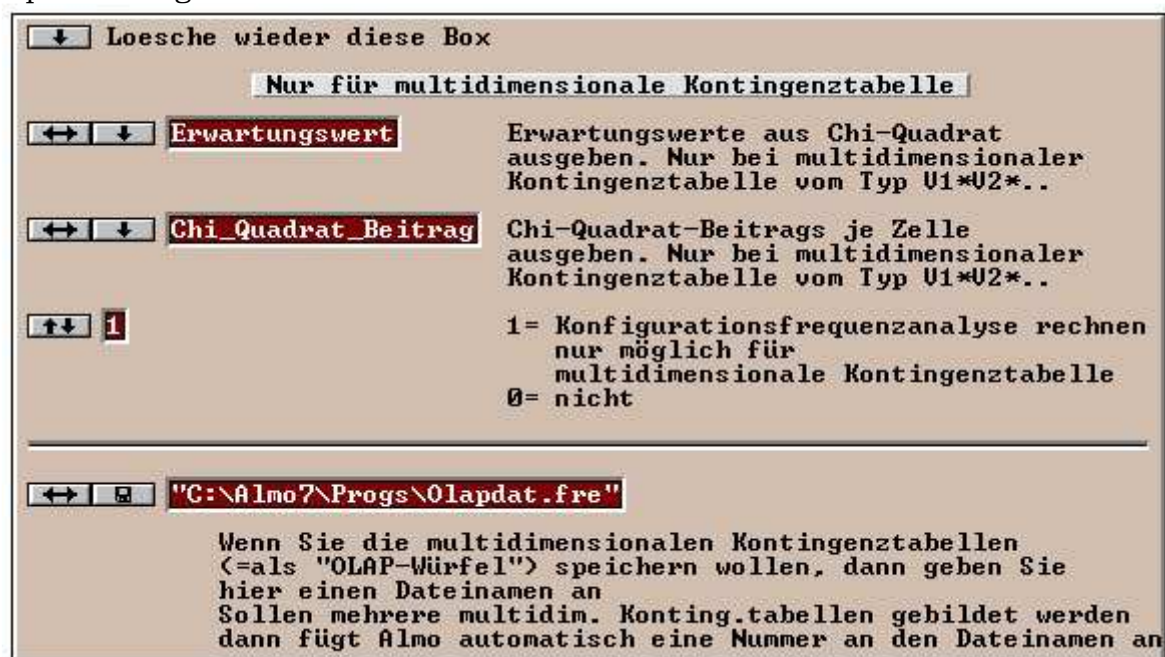 Loesche wieder diese Box
Nur für multidimensionale Kontingenztabelle
Erwartungswert
Erwartungswerte aus Chi-Quadrat
ausgeben. Nur bei multidimensionaler
Kontingenztabelle vom Typ V1*V2*..
Chi_Quadrat_Beitrag
Chi-Quadrat-Beitrags je Zelle
ausgeben. Nur bei multidimensionaler
Kontingenztabelle vom Typ V1*V2*..
1
1= Konfigurationsfrequenzanalyse rechnen
nur möglich für
multidimensionale Kontingenztabelle
0= nicht
"C:\Almo7\Progs\Olapdat.fre"
Wenn Sie die multidimensionalen Kontingenztabellen
(=als "OLAP-Würfel") speichern wollen, dann geben Sie
hier einen Dateinamen an
Sollen mehrere multidim. Konting.tabellen gebildet werden
dann fügt Almo automatisch eine Nummer an den Dateinamen an